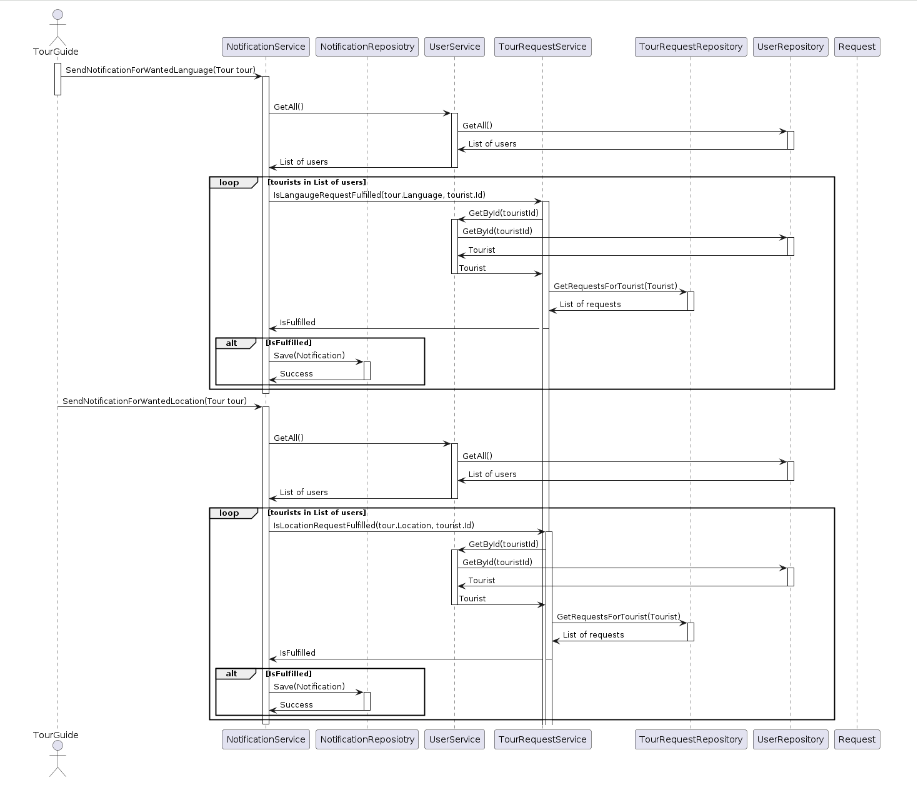 TourGuide
NotificationService
NotificationReposiotry
UserService
TourRequestService
TourRequestRepository
UserRepository
Request
SendNotificationForWantedLanguage(Tour tour)
GetAll()
GetAll()
List of users
List of users
loop
[tourists in List of users]
IsLangaugeRequestFulfilled(tour.Language, tourist.Id)
GetById(touristId)
GetById(touristId)
Tourist
Tourist
GetRequestsForTourist(Tourist)
List of requests
IsFulfilled
alt
[IsFulfilled]
Save(Notification)
Success
SendNotificationForWantedLocation(Tour tour)
GetAll()
GetAll()
List of users
List of users
loop
[tourists in List of users]
IsLocationRequestFulfilled(tour.Location, tourist.Id)
GetById(touristId)
GetById(touristId)
Tourist
Tourist
GetRequestsForTourist(Tourist)
List of requests
IsFulfilled
alt
[IsFulfilled]
Save(Notification)
Success
TourGuide
NotificationService
NotificationReposiotry
UserService
TourRequestService
TourRequestRepository
UserRepository
Request